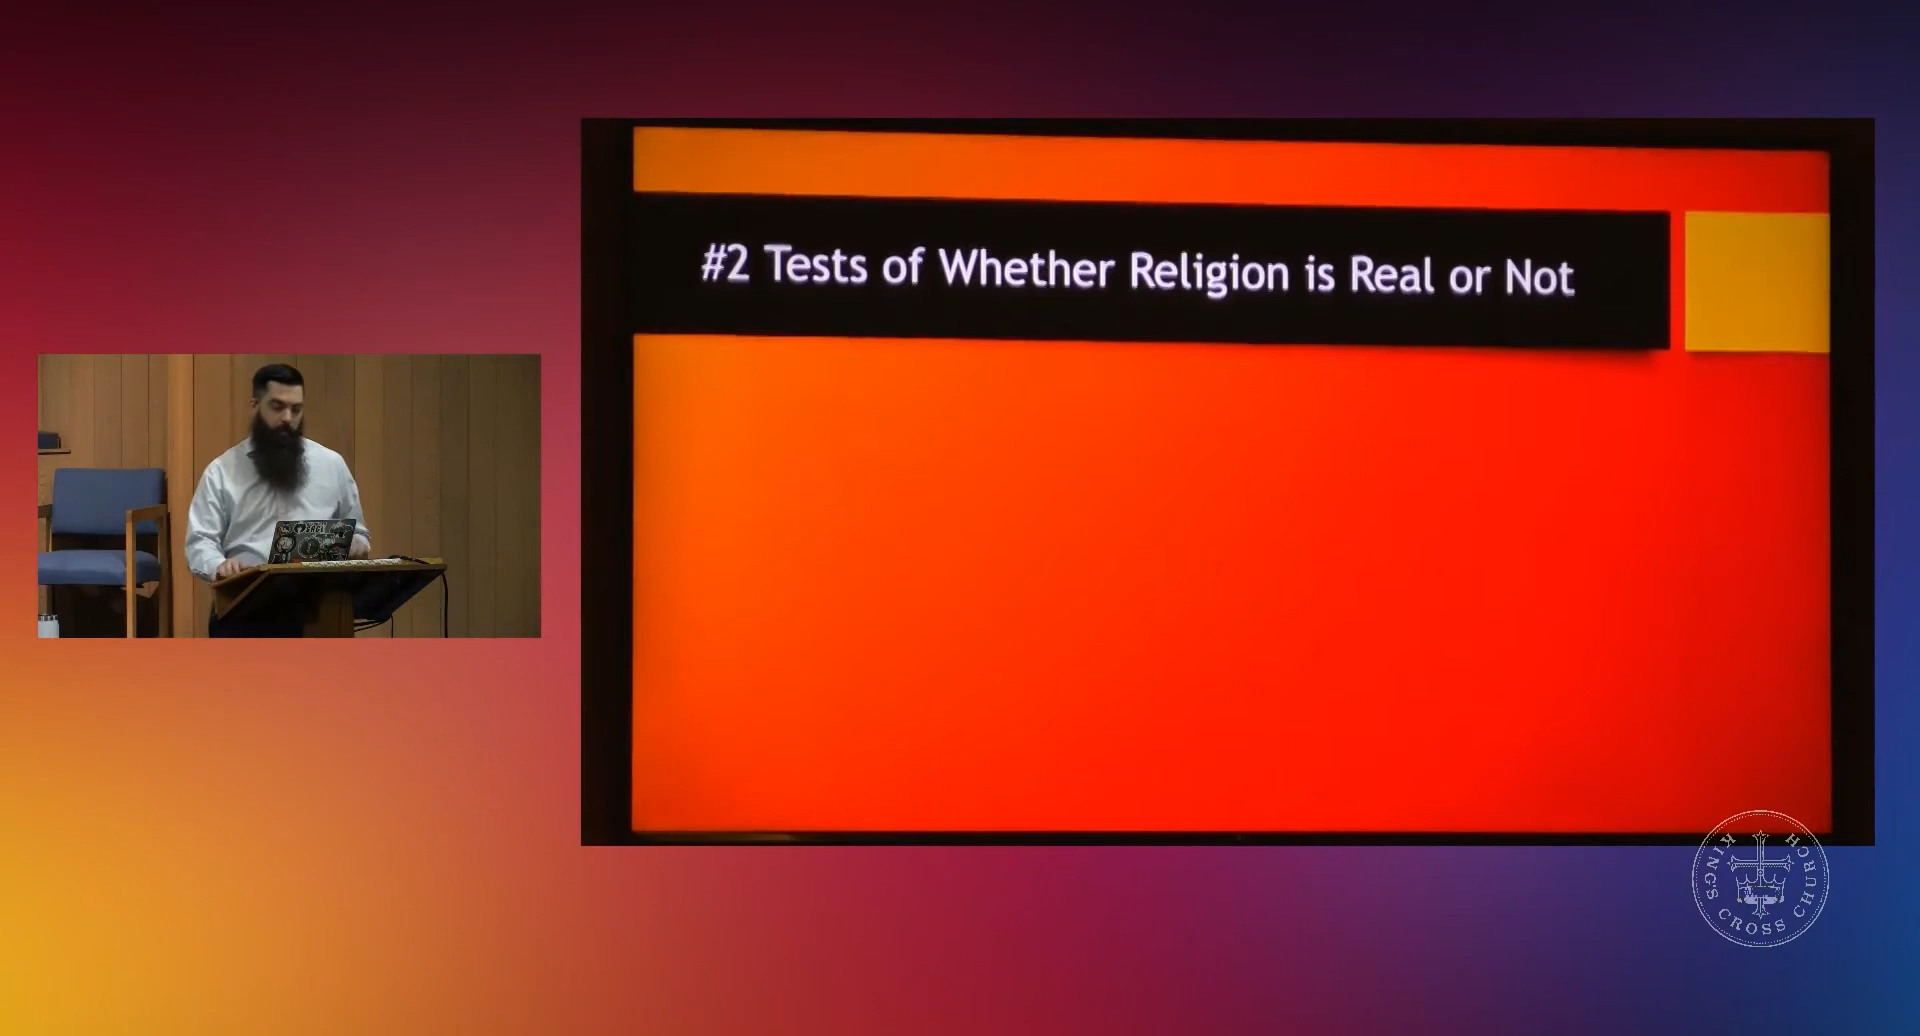 #2 Tests of Whether Religion is Real or Not
KING'S CROSS CHURCH